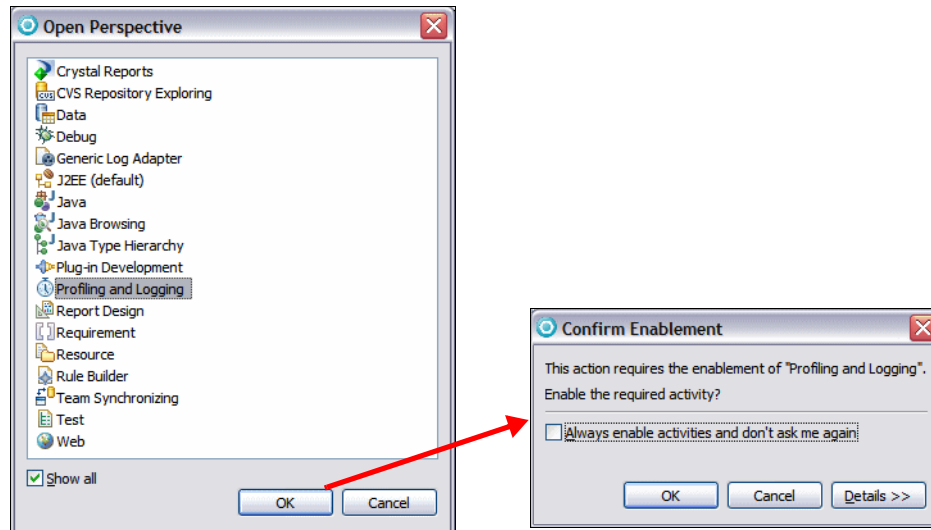 Open Perspective
Crystal Reports
CVS CVS Repository Exploring
Data
Debug
Generic Log Adapter
J2EE (default)
Java
Java Browsing
Java Type Hierarchy
Plug-in Development
Profiling and Logging
Report Design
Requirement
Resource
Rule Builder
Team Synchronizing
Test
Web
Show all
OK Cancel
Confirm Enablement
This action requires the enablement of "Profiling and Logging".
Enable the required activity?
Always enable activities and don't ask me again
OK Cancel Details >>